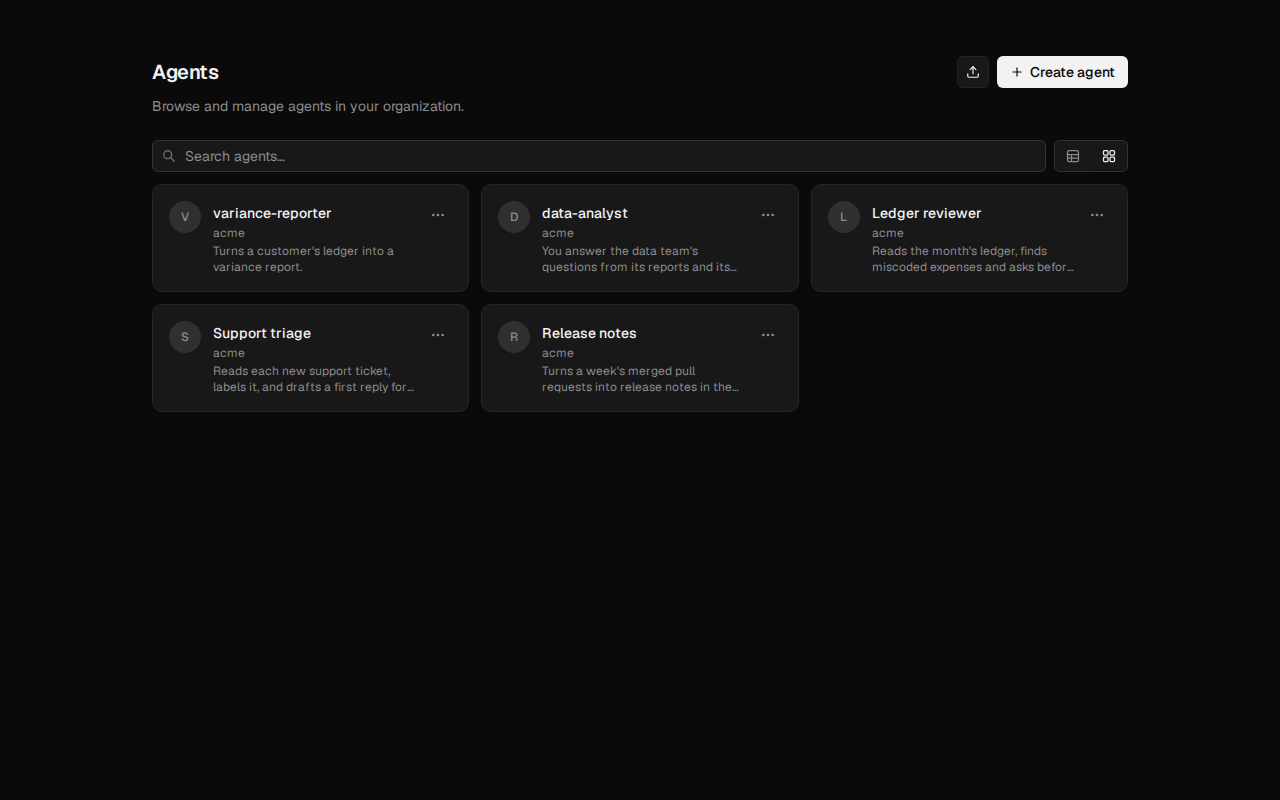 Agents
Create agent
Browse and manage agents in your organization.
Search agents...
V
variance-reporter
acme
Turns a customer's ledger into a
variance report.
D
data-analyst
acme
You answer the data team's
questions from its reports and its…
L
Ledger reviewer
acme
Reads the month's ledger, finds
miscoded expenses and asks befor…
S
Support triage
acme
Reads each new support ticket,
labels it, and drafts a first reply for…
R
Release notes
acme
Turns a week's merged pull
requests into release notes in the…